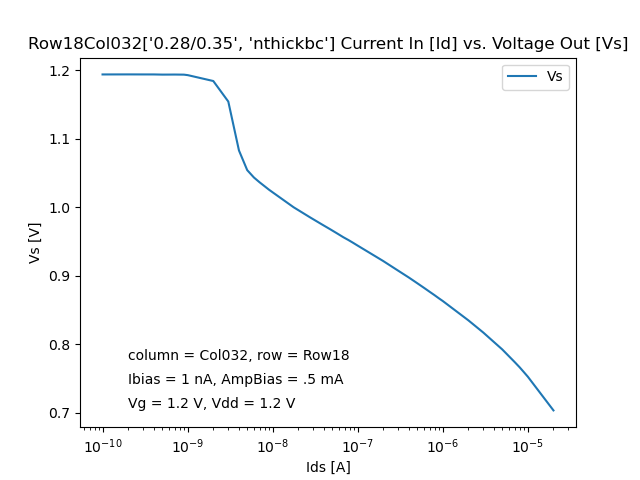 Row18Col032['0.28/0.35', 'nthickbc'] Current In [Id] vs. Voltage Out [Vs]
Vs
1.2
1.1
1.0
0.9
0.8
0.7
Vs [V]
column = Col032, row = Row18
Ibias = 1 nA, AmpBias = .5 mA
Vg = 1.2 V, Vdd = 1.2 V
10⁻¹⁰ 10⁻⁹ 10⁻⁸ 10⁻⁷ 10⁻⁶ 10⁻⁵
Ids [A]